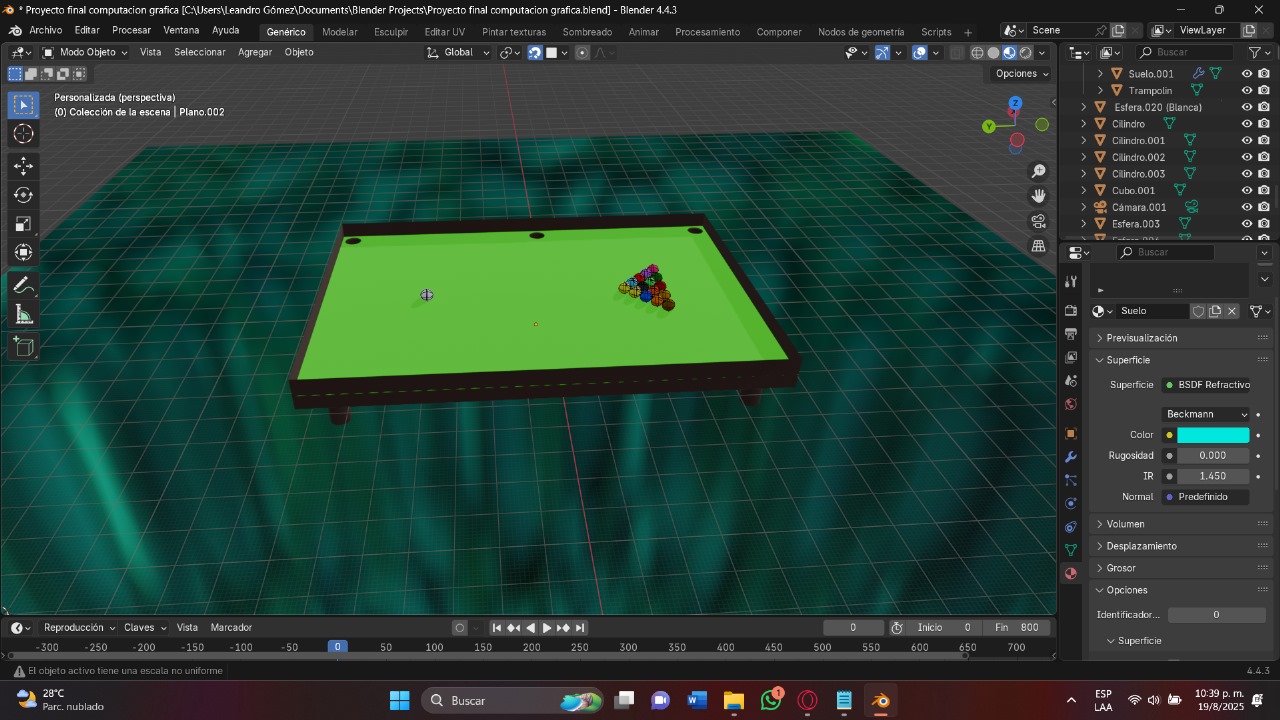 * Proyecto final computacion grafica [C:\Users\Leandro Gómez\Documents\Blender Projects\Proyecto final computacion grafica.blend] - Blender 4.4.3
Archivo Editar Procesar Ventana Ayuda Genérico Modelar Esculpir Editar UV Pintar texturas Sombreado Animar Procesamiento Componer Nodos de geometría Scripts + Scene ViewLayer
Modo Objeto Vista Seleccionar Agregar Objeto Global Buscar
Opciones
Personalizada (perspectiva)
(0) Colección de la escena | Plano.002
Z
Y
Suelo.001
Trampolin
Esfera.020 (Blanca)
Cilindro
Cilindro.001
Cilindro.002
Cilindro.003
Cubo.001
Cámara.001
Esfera.003
Buscar
Suelo
Previsualización
Superficie
Superficie BSDF Refractivo
Beckmann
Color
Rugosidad 0.000
IR 1.450
Normal Predefinido
Volumen
Desplazamiento
Grosor
Opciones
Identificador... 0
Superficie
Reproducción Claves Vista Marcador 0 Inicio 0 Fin 800
-300 -250 -200 -150 -100 -50 0 50 100 150 200 250 300 350 400 450 500 550 600 650 700
El objeto activo tiene una escala no uniforme 4.4.3
28°C
Parc. nublado
Buscar
1
ESP
LAA
10:39 p. m.
19/8/2025